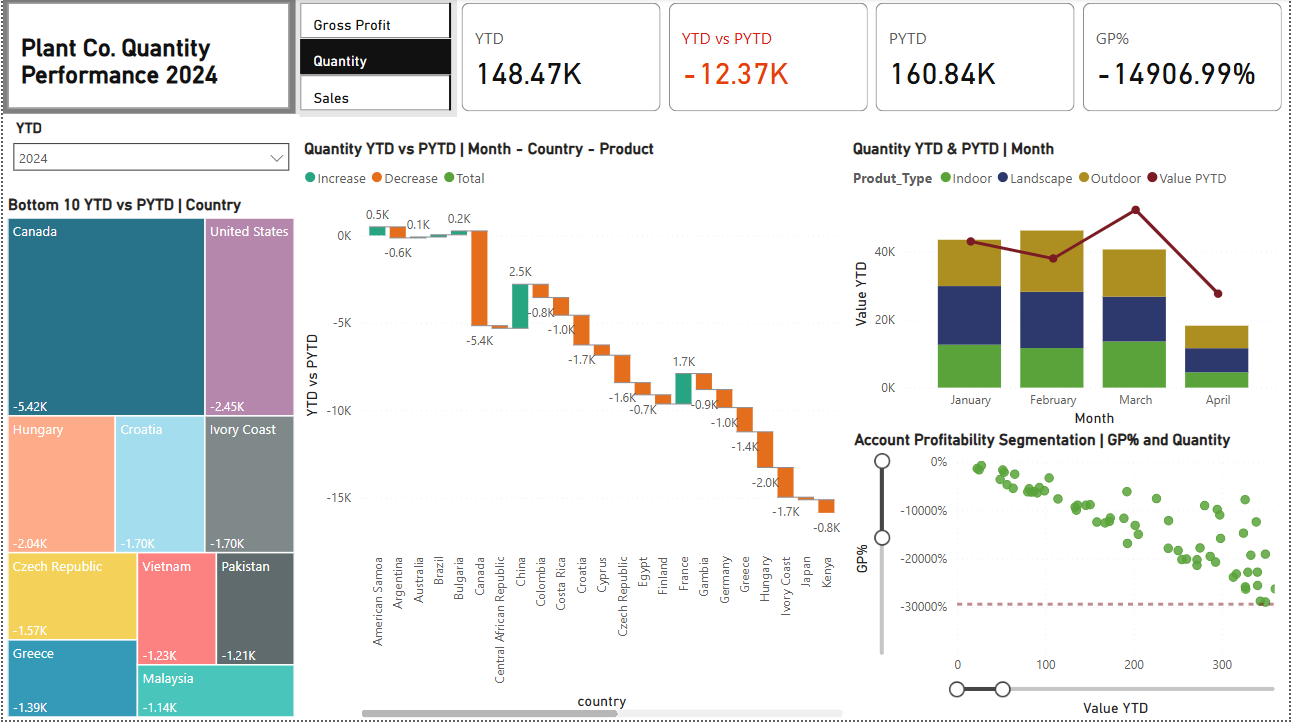 Plant Co. Quantity
Performance 2024
Gross Profit
Quantity
Sales
YTD
148.47K
YTD vs PYTD
-12.37K
PYTD
160.84K
GP%
-14906.99%
YTD
2024
Bottom 10 YTD vs PYTD | Country
Canada
-5.42K
United States
-2.45K
Hungary
-2.04K
Croatia
-1.70K
Ivory Coast
-1.70K
Czech Republic
-1.57K
Vietnam
-1.23K
Pakistan
-1.21K
Greece
-1.39K
Malaysia
-1.14K
Quantity YTD vs PYTD | Month - Country - Product
Increase Decrease Total
YTD vs PYTD
0K
-5K
-10K
-15K
0.5K
-0.6K
0.1K
0.2K
-5.4K
2.5K
-0.8K
-1.0K
-1.7K
-1.6K
-0.7K
1.7K
-0.9K
-1.0K
-1.4K
-2.0K
-1.7K
-0.8K
American Samoa
Argentina
Australia
Brazil
Bulgaria
Canada
Central African Republic
China
Colombia
Costa Rica
Croatia
Cyprus
Czech Republic
Egypt
Finland
France
Gambia
Germany
Greece
Hungary
Ivory Coast
Japan
Kenya
country
Quantity YTD & PYTD | Month
Produt_Type Indoor Landscape Outdoor Value PYTD
Value YTD
40K
20K
0K
January February March April
Month
Account Profitability Segmentation | GP% and Quantity
GP%
0%
-10000%
-20000%
-30000%
0 100 200 300
Value YTD